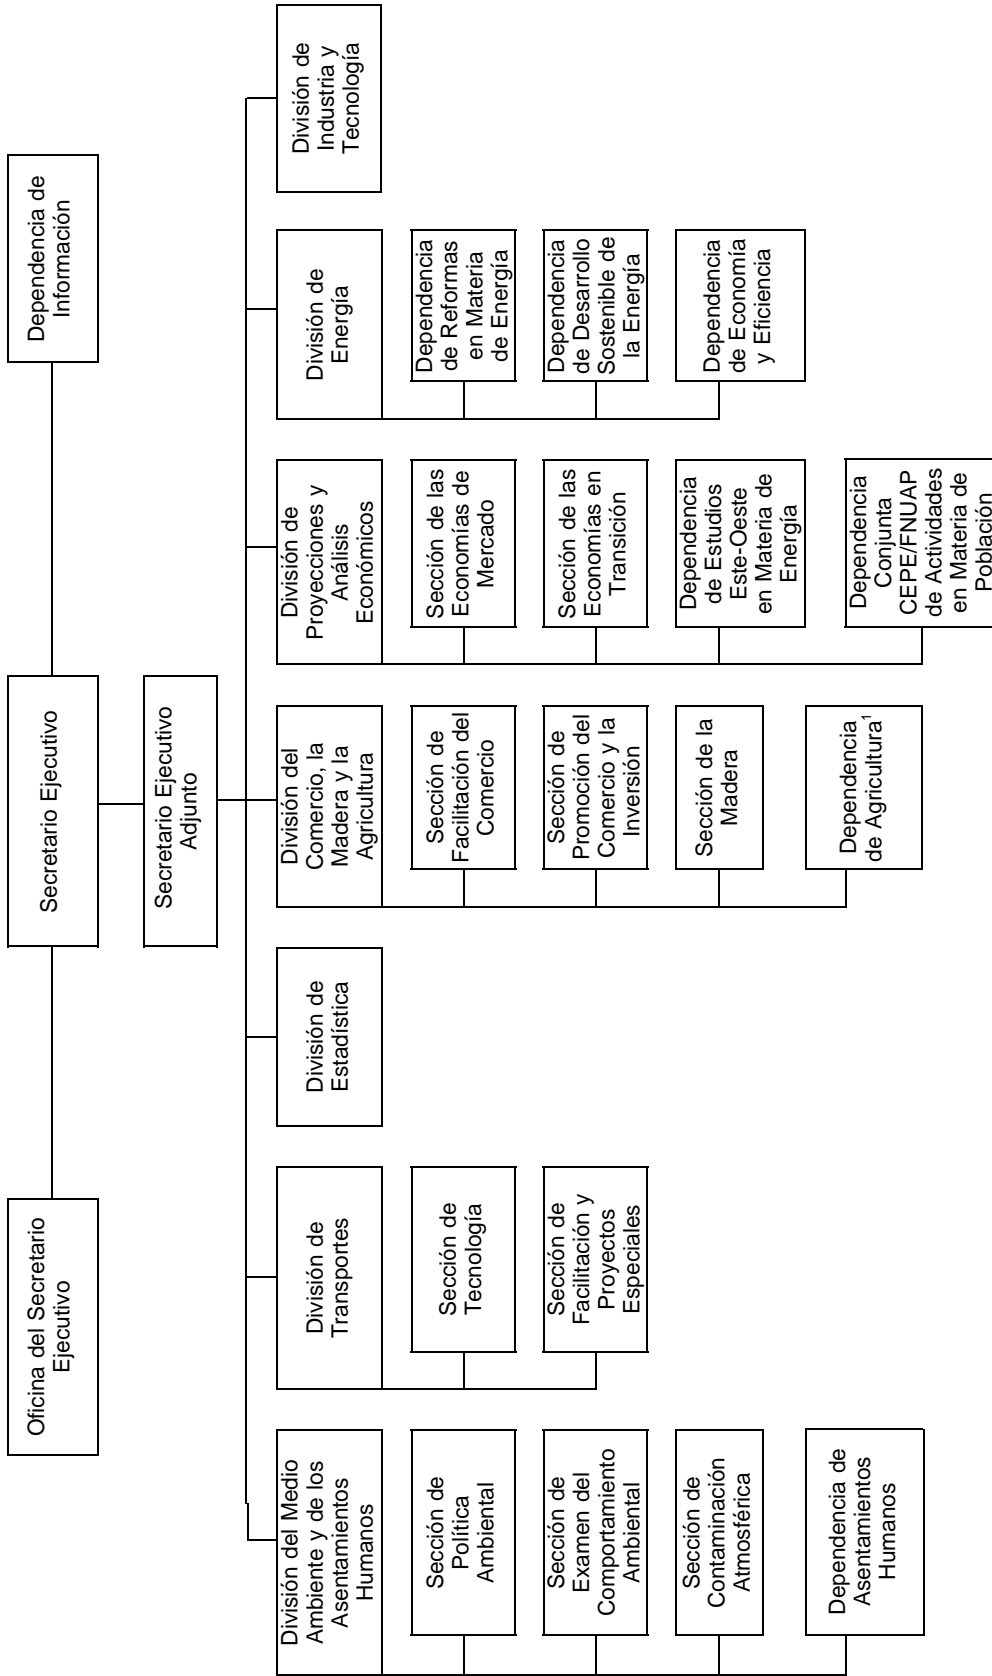 Oficina del Secretario
Ejecutivo
Secretario Ejecutivo
Dependencia de
Información
Secretario Ejecutivo
Adjunto
División del Medio
Ambiente y de los
Asentamientos
Humanos
Sección de
Política
Ambiental
Sección de
Examen del
Comportamiento
Ambiental
Sección de
Contaminación
Atmosférica
Dependencia de
Asentamientos
Humanos
División de
Transportes
Sección de
Tecnología
Sección de
Facilitación y
Proyectos
Especiales
División de
Estadística
División del
Comercio, la
Madera y la
Agricultura
Sección de
Facilitación del
Comercio
Sección de
Promoción del
Comercio y la
Inversión
Sección de la
Madera
Dependencia
de Agricultura¹
División de
Proyecciones y
Análisis
Económicos
Sección de las
Economías de
Mercado
Sección de las
Economías en
Transición
Dependencia
de Estudios
Este-Oeste
en Materia de
Energía
Dependencia
Conjunta
CEPE/FNUAP
de Actividades
en Materia de
Población
División de
Energía
Dependencia
de Reformas
en Materia
de Energía
Dependencia
de Desarrollo
Sostenible de
la Energía
Dependencia
de Economía
y Eficiencia
División de
Industria y
Tecnología